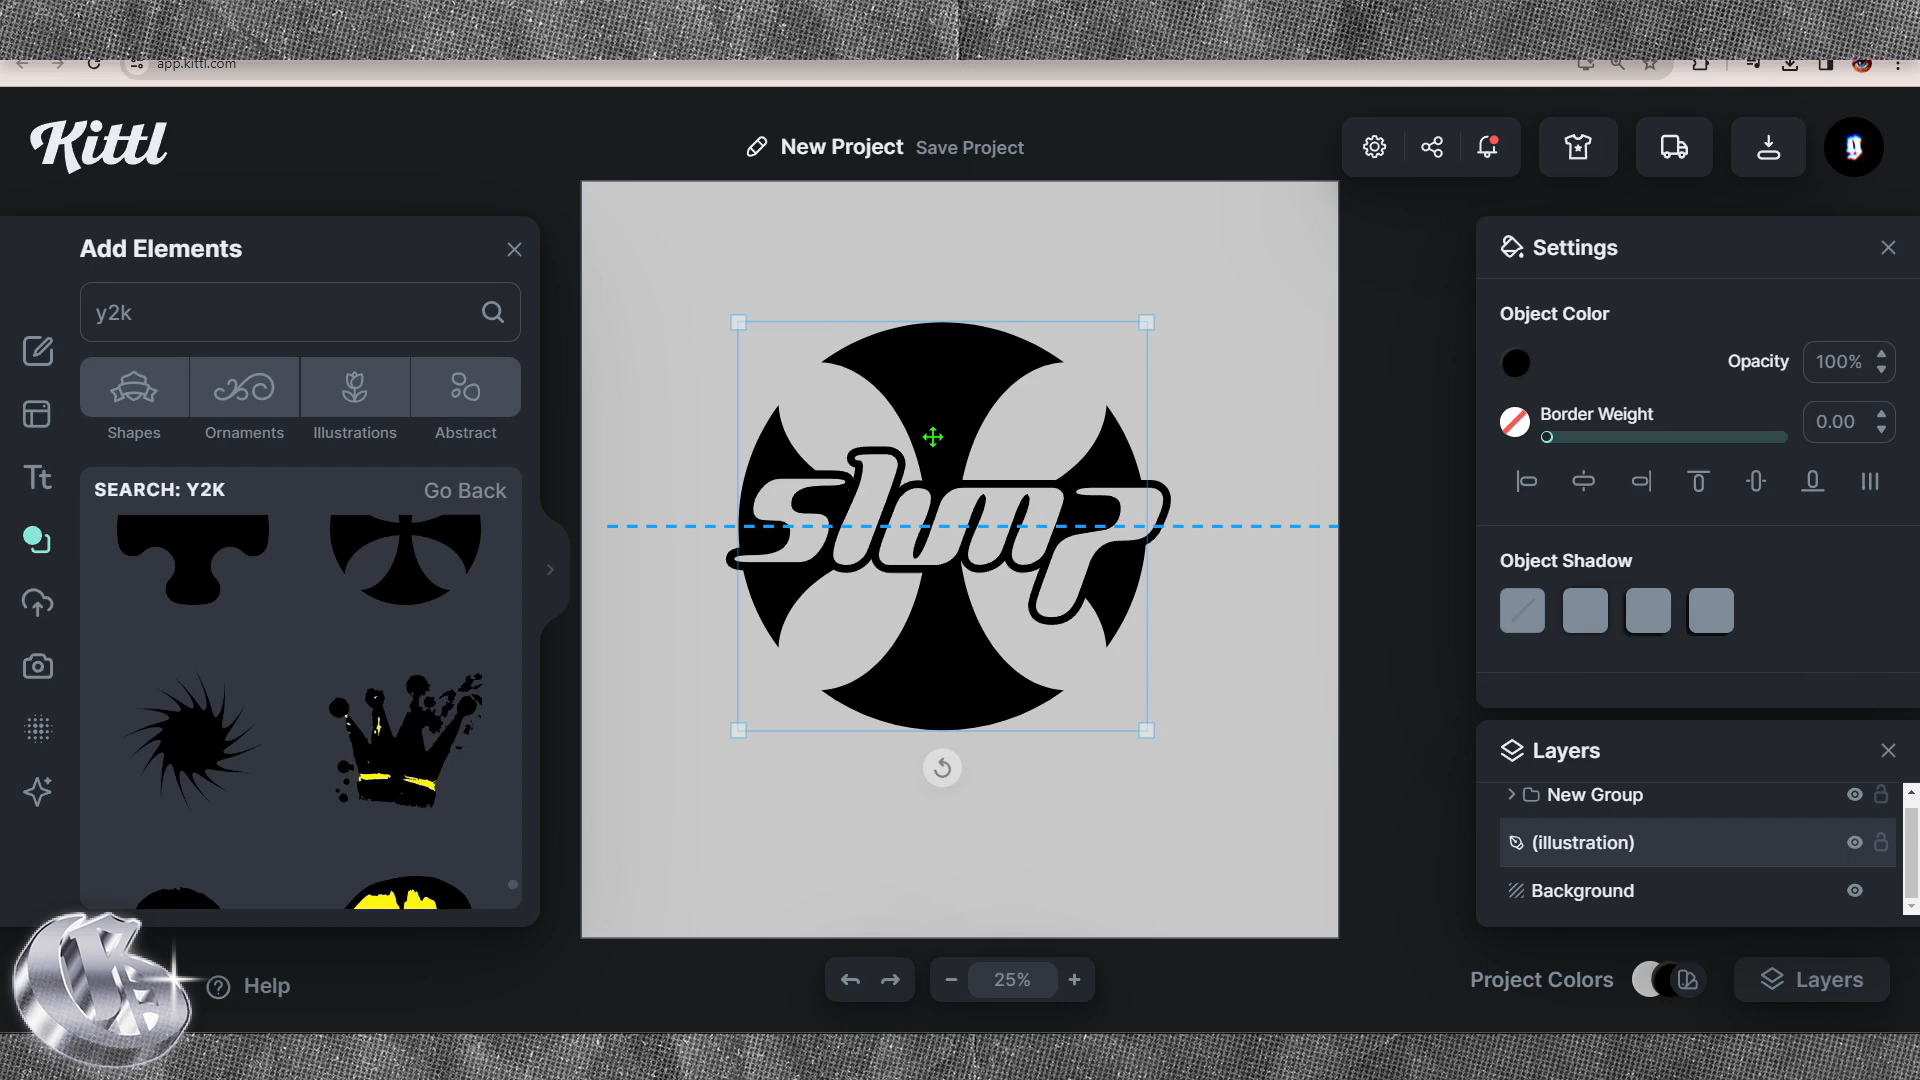 app.kittl.com
Kittl
New Project Save Project
Add Elements
y2k
Shapes Ornaments Illustrations Abstract
SEARCH: Y2K Go Back
slump
Settings
Object Color
Opacity 100%
Border Weight 0.00
Object Shadow
Layers
New Group
(illustration)
Background
Help
25%
Project Colors
Layers